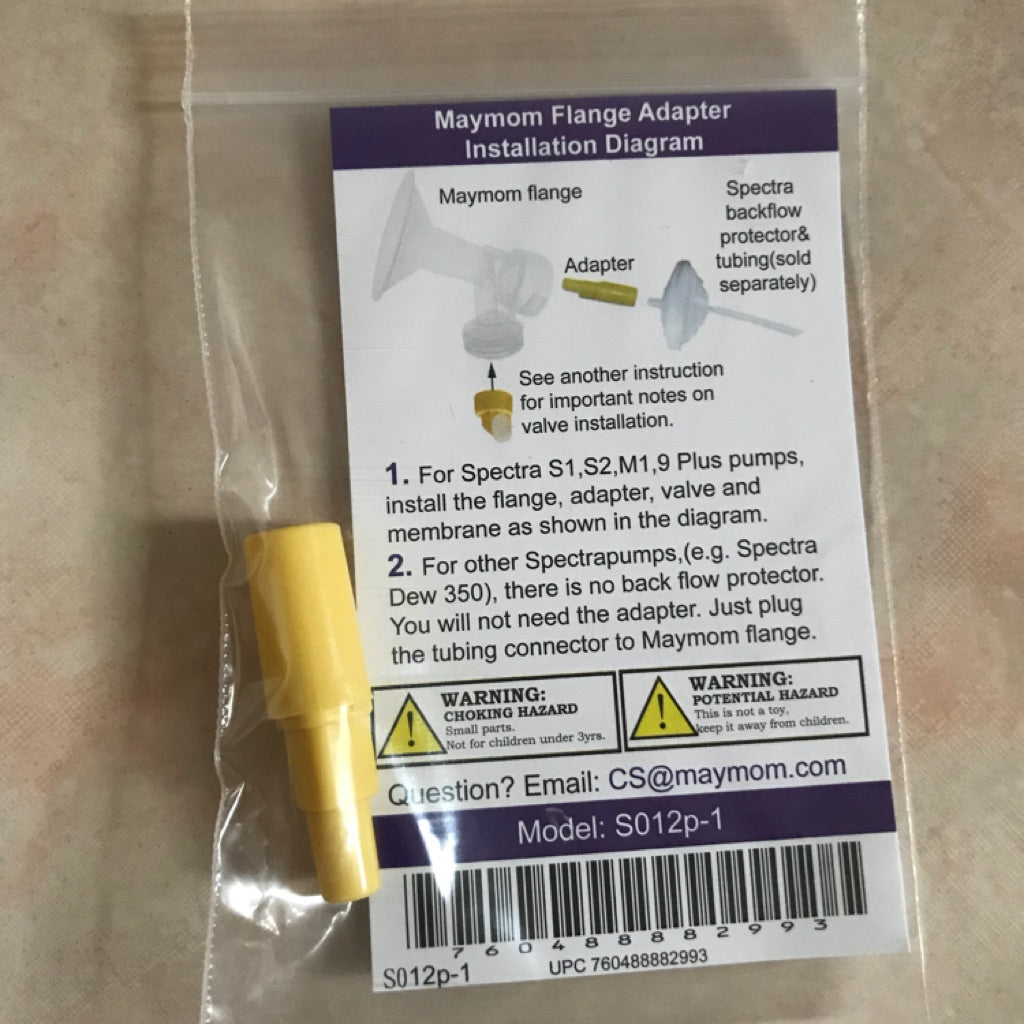 Maymom Flange Adapter
Installation Diagram
Maymom flange
Spectra
backflow
protector&
tubing(sold
separately)
Adapter
See another instruction
for important notes on
valve installation.
1. For Spectra S1,S2,M1,9 Plus pumps,
install the flange, adapter, valve and
membrane as shown in the diagram.
2. For other Spectrapumps,(e.g. Spectra
Dew 350), there is no back flow protector.
You will not need the adapter. Just plug
the tubing connector to Maymom flange.
WARNING:
CHOKING HAZARD
Small parts.
Not for children under 3yrs.
WARNING:
POTENTIAL HAZARD
This is not a toy,
keep it away from children.
Question? Email: CS@maymom.com
Model: S012p-1
7 6 0 4 8 8 8 8 2 9 9 3
S012p-1
UPC 760488882993